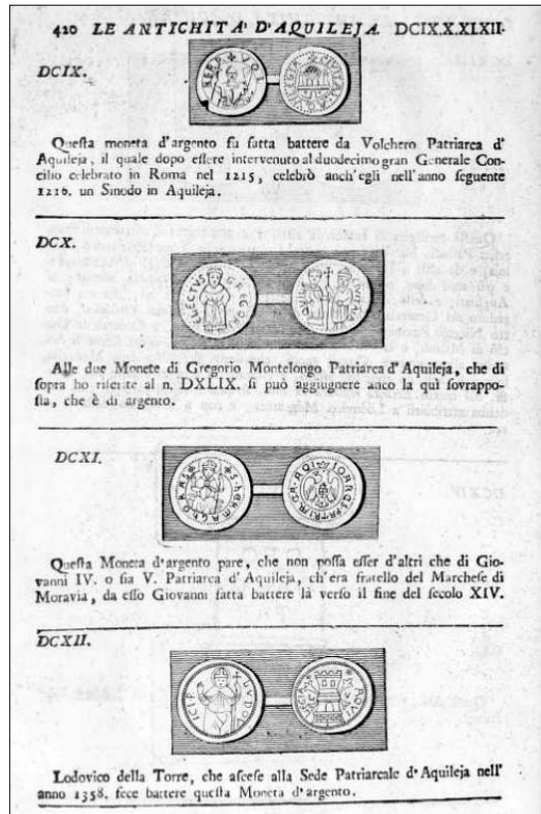 420 LE ANTICHITA' D'AQUILEJA. DCIX.X.XI.XII.
DCIX.
Questa moneta d'argento fu fatta battere da Volchero Patriarca d'
Aquileja, il quale dopo essere intervenuto al duodecimo gran Generale Con-
cilio celebrato in Roma nel 1215, celebrò anch'egli nell'anno seguente
1216. un Sinodo in Aquileja.
DCX.
ELECTVS GREGORI
Alle due Monete di Gregorio Montelongo Patriarca d'Aquileja, che di
sopra ho riferite al n. DXLIX. si può aggiugnere anco la quì sovrappo-
sta, che è di argento.
DCXI.
Questa Moneta d'argento pare, che non possa esser d'altri che di Gio-
vanni IV. o sia V. Patriarca d'Aquileja, ch'era fratello del Marchese di
Moravia, da esso Giovanni fatta battere là verso il fine del secolo XIV.
DCXII.
Lodovico della Torre, che ascese alla Sede Patriarcale d'Aquileja nell'
anno 1358. fece battere questa Moneta d'argento.